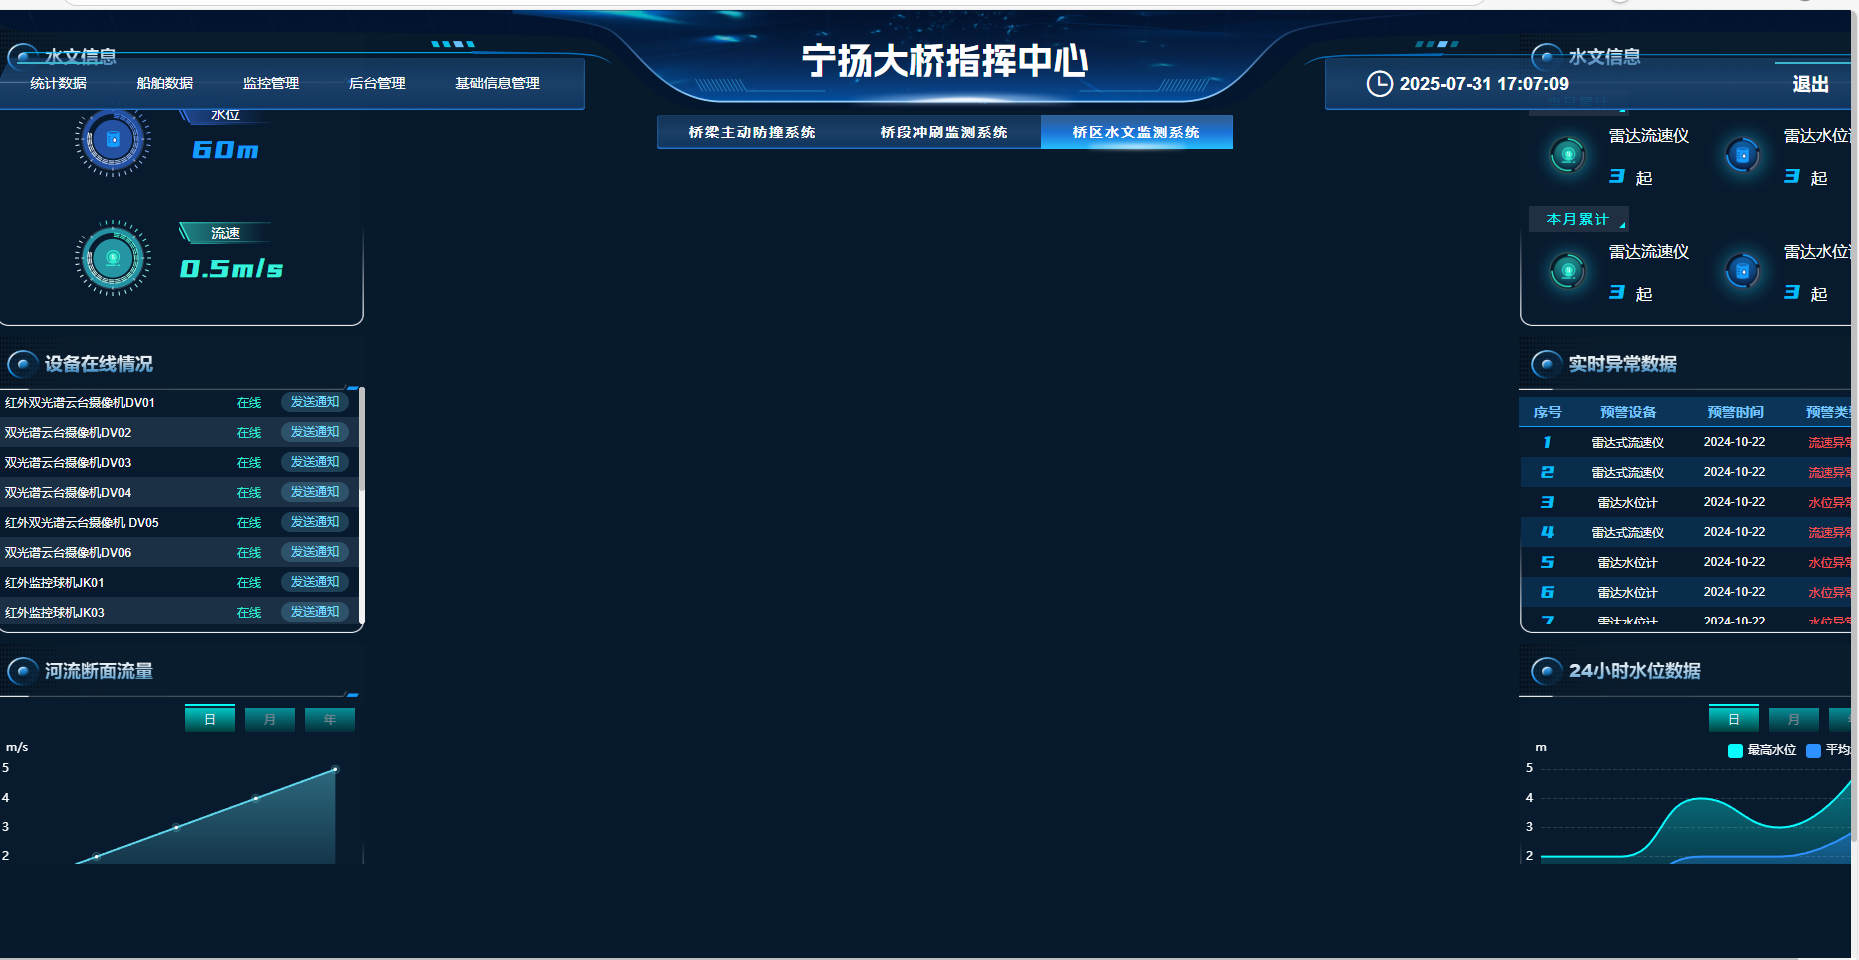 宁扬大桥指挥中心
水文信息
统计数据 船舶数据 监控管理 后台管理 基础信息管理
2025-07-31 17:07:09 退出
桥梁主动防撞系统 桥段冲刷监测系统 桥区水文监测系统
水位
60m
流速
0.5m/s
设备在线情况
红外双光谱云台摄像机DV01 在线 发送通知
双光谱云台摄像机DV02 在线 发送通知
双光谱云台摄像机DV03 在线 发送通知
双光谱云台摄像机DV04 在线 发送通知
红外双光谱云台摄像机 DV05 在线 发送通知
双光谱云台摄像机DV06 在线 发送通知
红外监控球机JK01 在线 发送通知
红外监控球机JK03 在线 发送通知
河流断面流量
日 月 年
m/s
5
4
3
2
水文信息
雷达流速仪 雷达水位计
3 起 3 起
本月累计
雷达流速仪 雷达水位计
3 起 3 起
实时异常数据
序号 预警设备 预警时间 预警类
1 雷达式流速仪 2024-10-22 流速异常
2 雷达式流速仪 2024-10-22 流速异常
3 雷达水位计 2024-10-22 水位异常
4 雷达式流速仪 2024-10-22 流速异常
5 雷达水位计 2024-10-22 水位异常
6 雷达水位计 2024-10-22 水位异常
7 雷达水位计 2024-10-22 水位异常
24小时水位数据
日 月
m 最高水位 平均
5
4
3
2